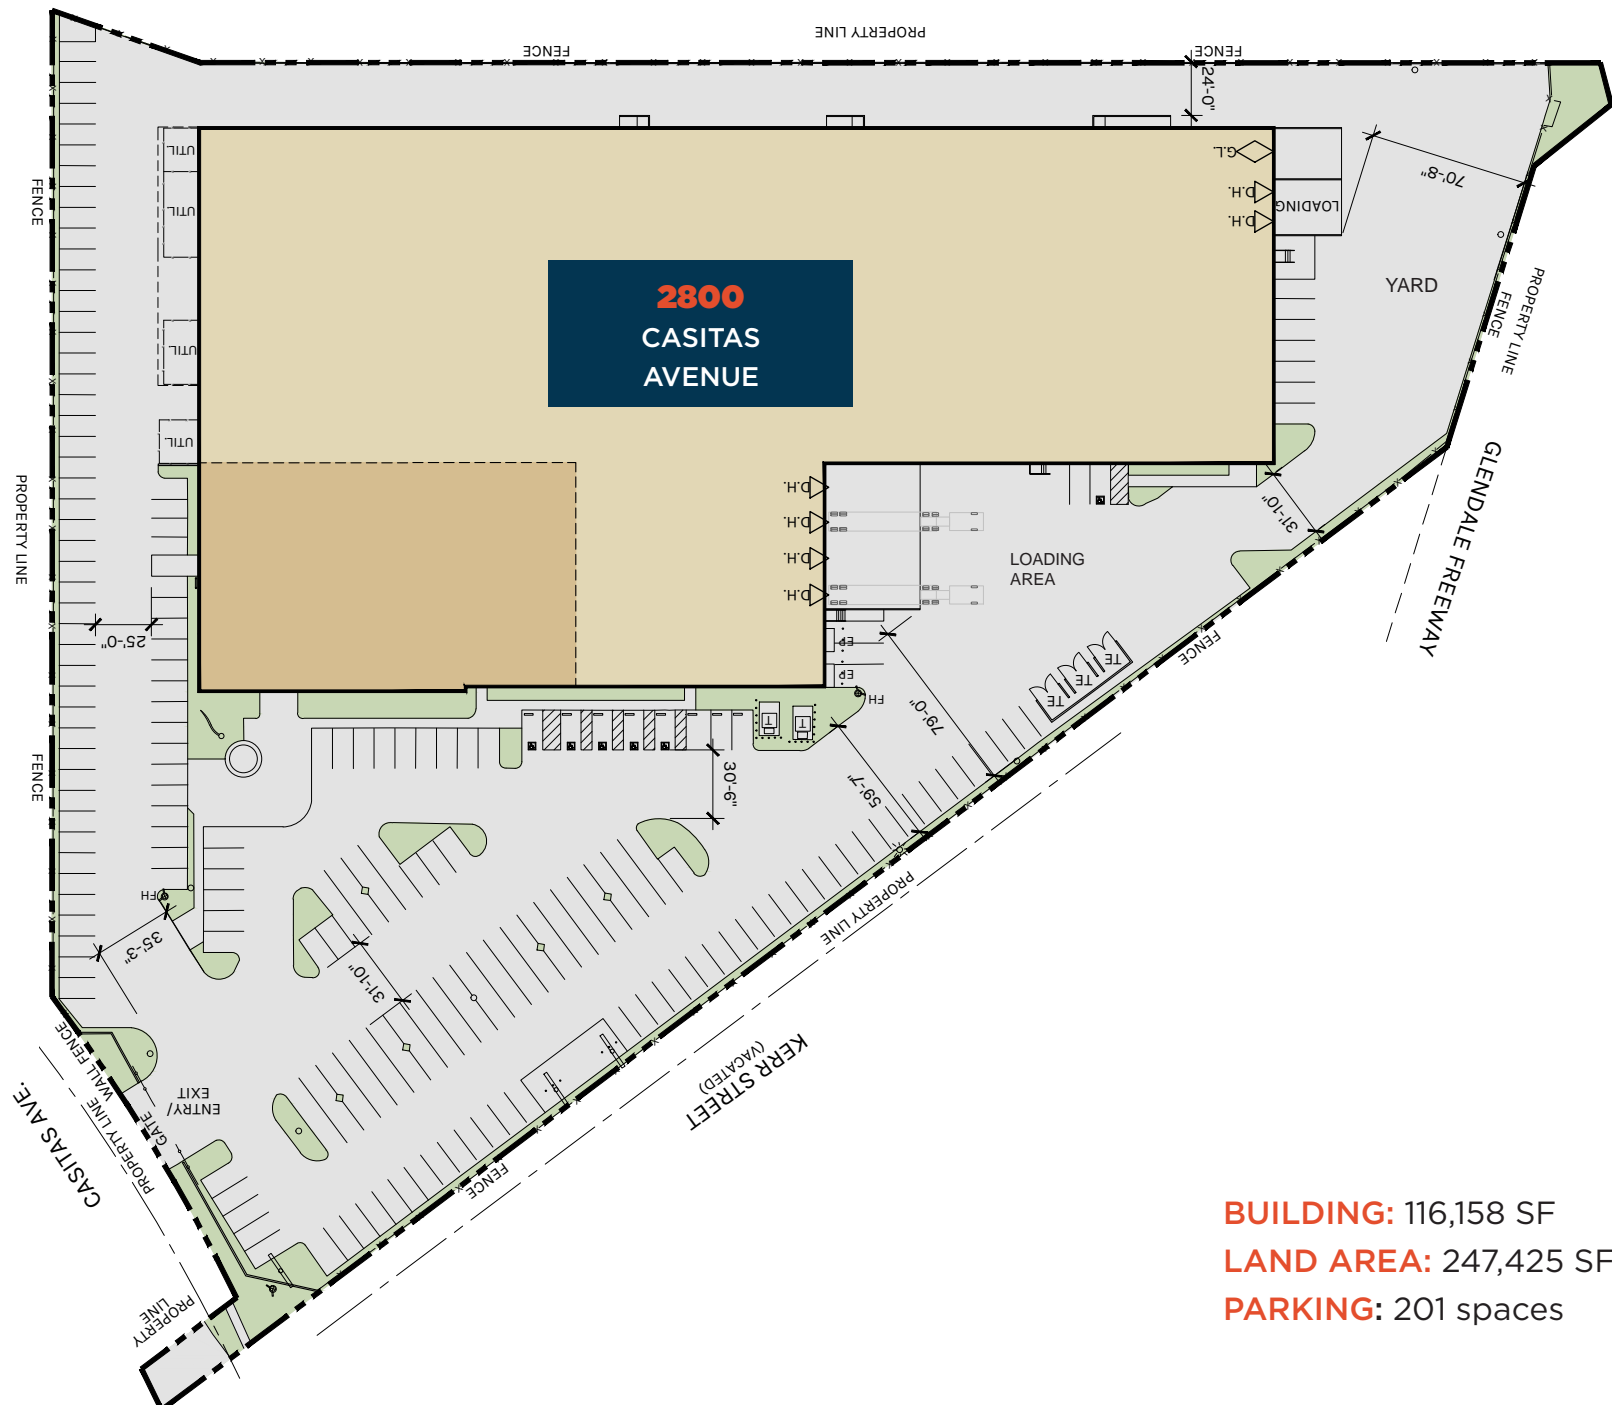 PROPERTY LINE
FENCE
FENCE
24'-0"
UTIL
UTIL
UTIL
UTIL
G.L.
D.H.
D.H.
LOADING
70'-8"
YARD
FENCE
PROPERTY LINE
FENCE
PROPERTY LINE
FENCE
2800
CASITAS
AVENUE
GLENDALE FREEWAY
D.H.
D.H.
D.H.
D.H.
LOADING
AREA
31'-10"
25'-0"
EP
EP
FH
79'-0"
59'-7"
TE
TE
TE
FENCE
T
T
30'-6"
FH
35'-3"
31'-10"
PROPERTY LINE
KERR STREET
(VACATED)
FENCE
WALL FENCE
PROPERTY LINE
GATE
ENTRY/
EXIT
CASITAS AVE.
FENCE
PROPERTY
LINE
BUILDING: 116,158 SF
LAND AREA: 247,425 SF
PARKING: 201 spaces